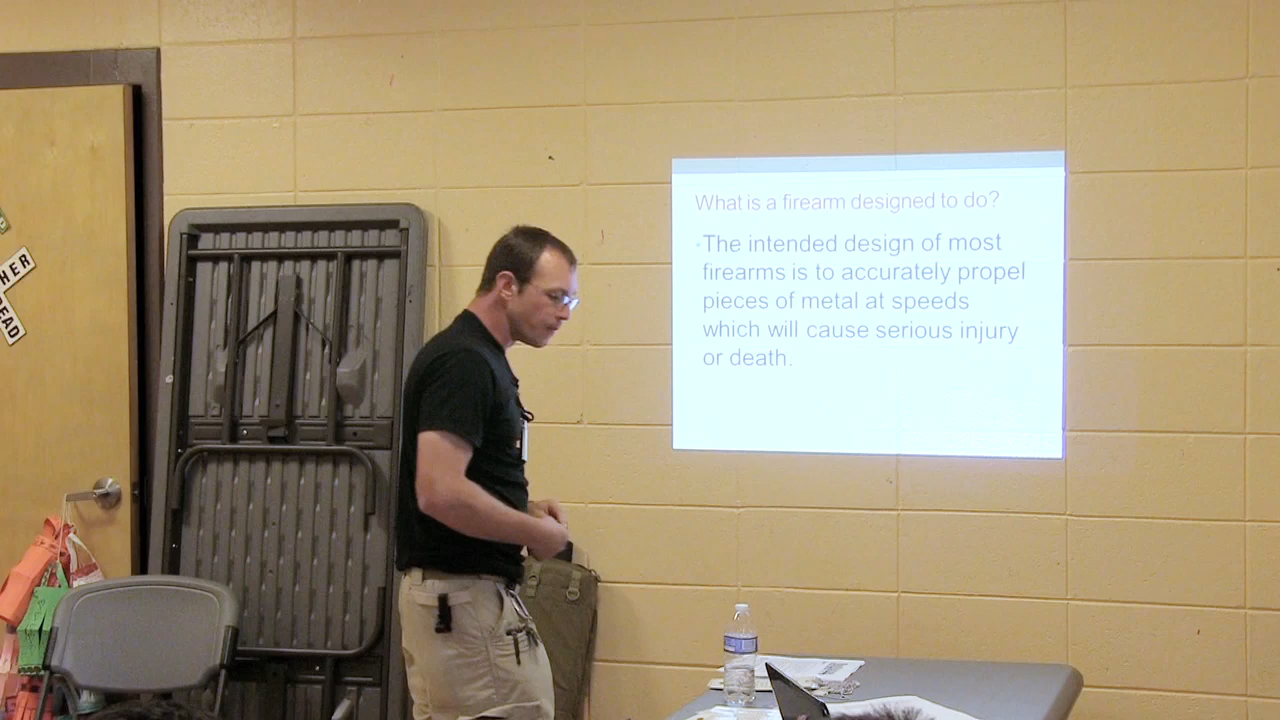 What is a firearm designed to do?
The intended design of most
firearms is to accurately propel
pieces of metal at speeds
which will cause serious injury
or death.
HER
EAD